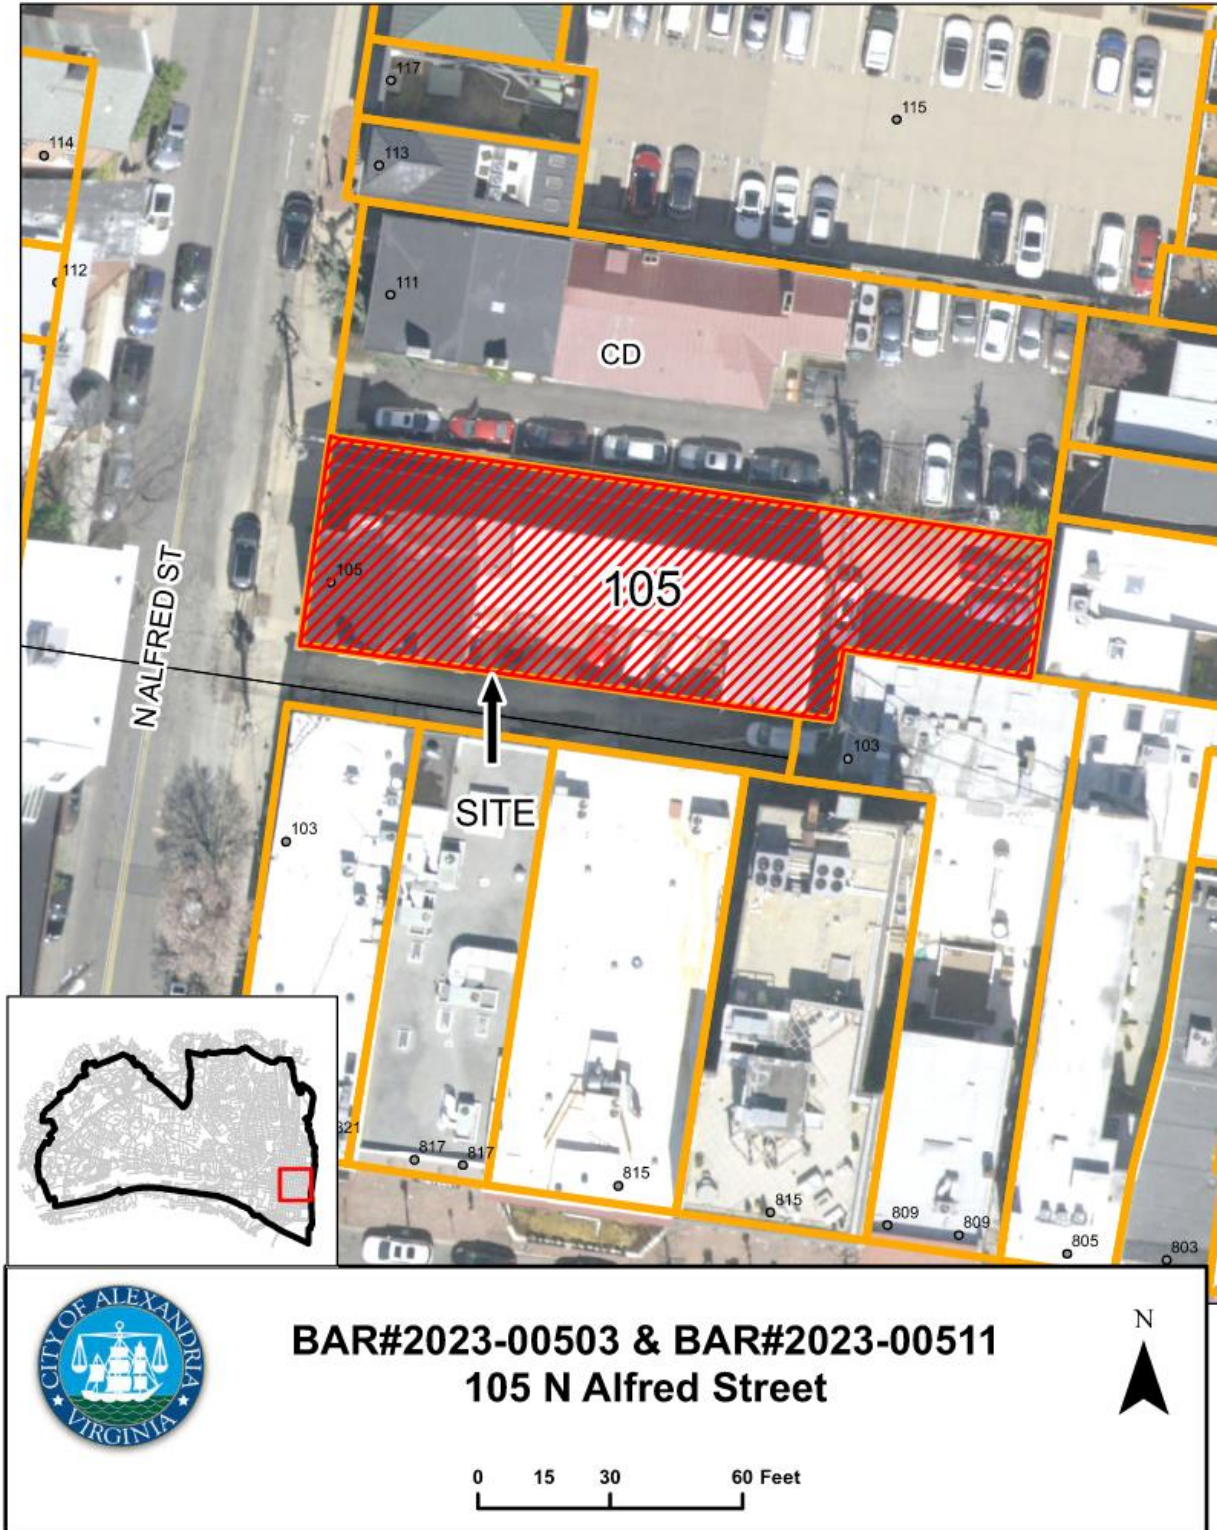 117
115
114
113
112
111
CD
105
105
N ALFRED ST
103
SITE
103
821
817
817
815
815
809
809
805
803
CITY OF ALEXANDRIA
VIRGINIA
BAR#2023-00503 & BAR#2023-00511
105 N Alfred Street
N
0 15 30 60 Feet